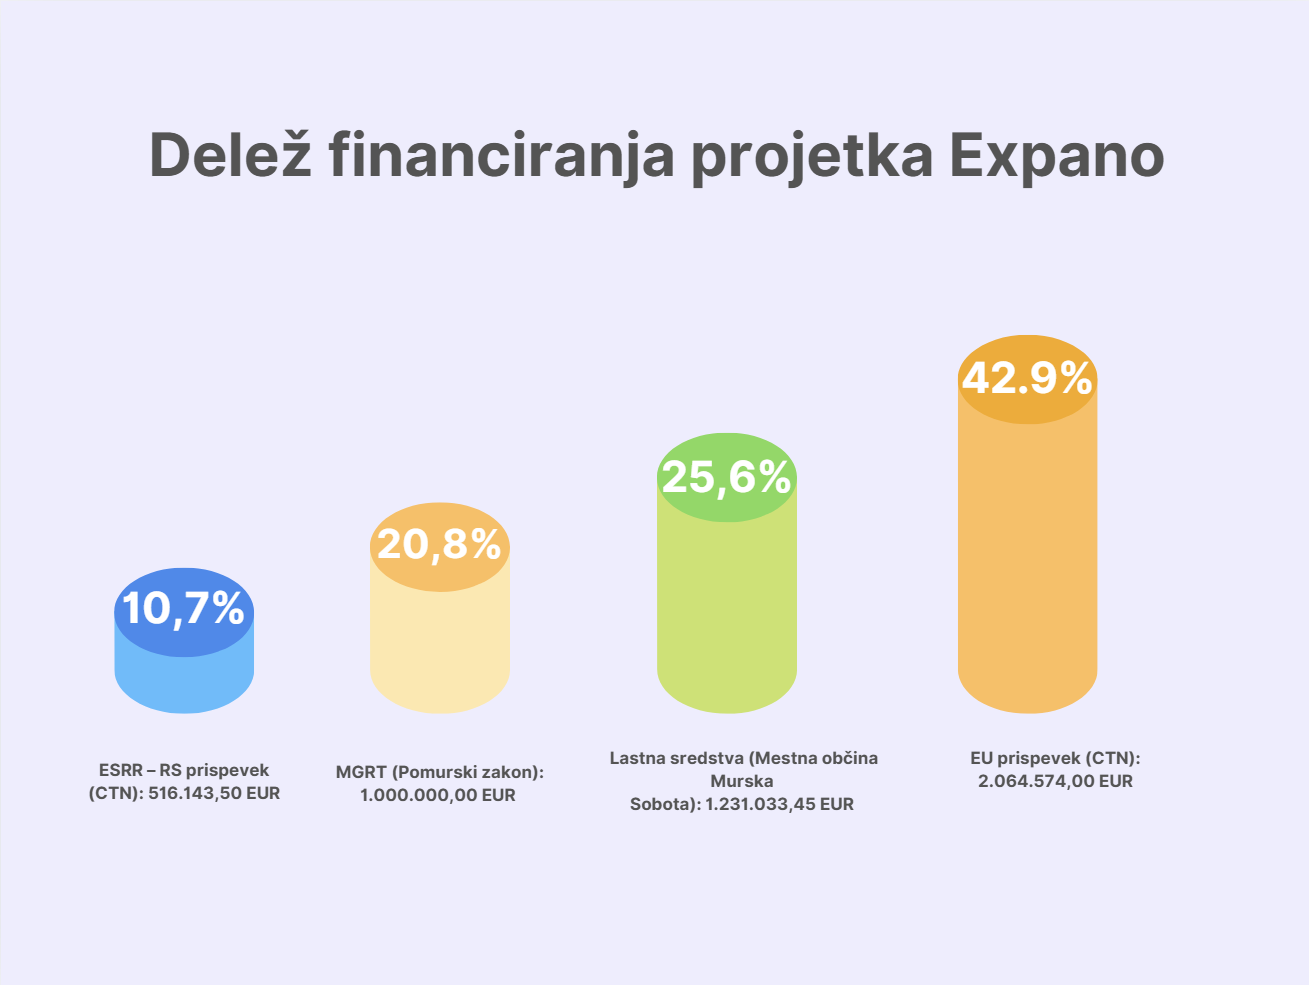 Delež financiranja projetka Expano
10,7%
20,8%
25,6%
42.9%
ESRR – RS prispevek
(CTN): 516.143,50 EUR
MGRT (Pomurski zakon):
1.000.000,00 EUR
Lastna sredstva (Mestna občina
Murska
Sobota): 1.231.033,45 EUR
EU prispevek (CTN):
2.064.574,00 EUR